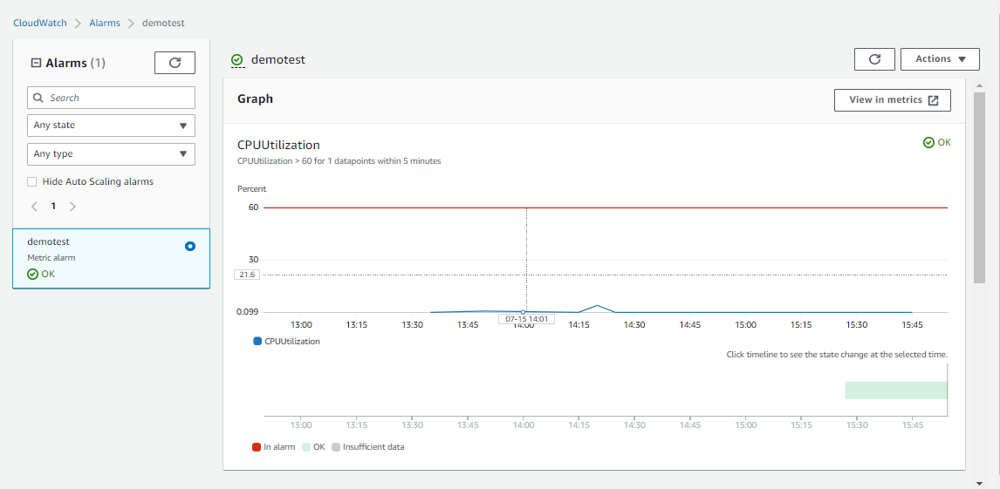 CloudWatch > Alarms > demotest
Alarms (1)
Search
Any state
Any type
Hide Auto Scaling alarms
1
demotest
Metric alarm
OK
demotest
Actions
Graph
View in metrics
CPUUtilization
OK
CPUUtilization > 60 for 1 datapoints within 5 minutes
Percent
60
30
21.6
0.099
13:00 13:15 13:30 13:45 14:00 14:15 14:30 14:45 15:00 15:15 15:30 15:45
07-15 14:01
CPUUtilization
Click timeline to see the state change at the selected time.
13:00 13:15 13:30 13:45 14:00 14:15 14:30 14:45 15:00 15:15 15:30 15:45
In alarm OK Insufficient data